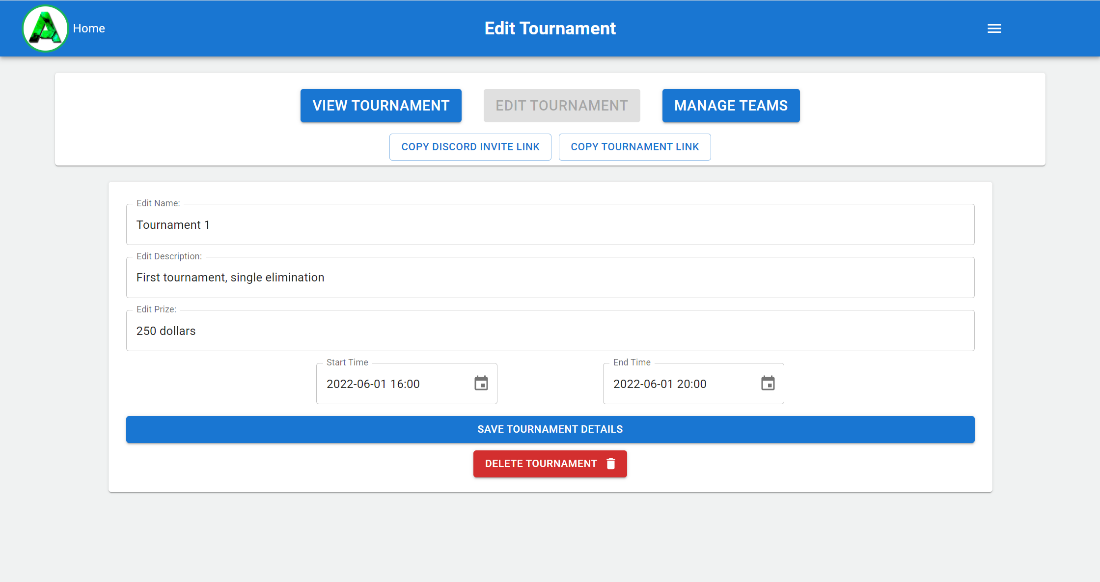 Home
Edit Tournament
VIEW TOURNAMENT
EDIT TOURNAMENT
MANAGE TEAMS
COPY DISCORD INVITE LINK
COPY TOURNAMENT LINK
Edit Name:
Tournament 1
Edit Description:
First tournament, single elimination
Edit Prize:
250 dollars
Start Time
2022-06-01 16:00
End Time
2022-06-01 20:00
SAVE TOURNAMENT DETAILS
DELETE TOURNAMENT